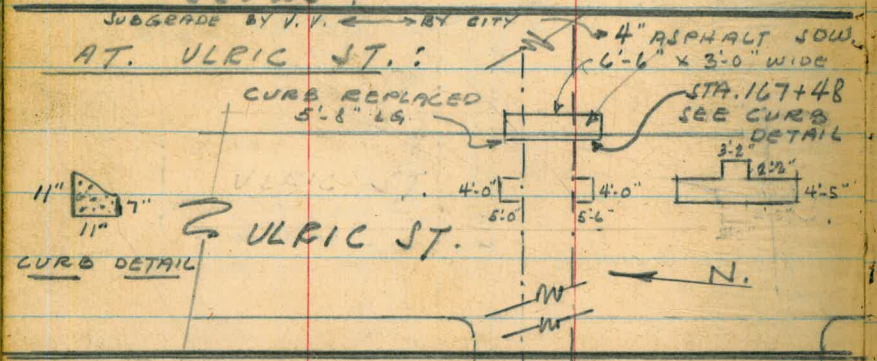 SUBGRADE BY V.V. ← → BY CITY
AT. ULRIC ST.:
4" ASPHALT SDWK.
6'-6" X 3'-0" WIDE
CURB REPLACED
5'-8" LG
STA. 167+48
SEE CURB
DETAIL
3'-2"
2'-2"
11"
7"
11"
4'-0"
4'-0"
4'-5"
5'-0"
5'-6"
ULRIC ST.
CURB DETAIL
N.
W
W